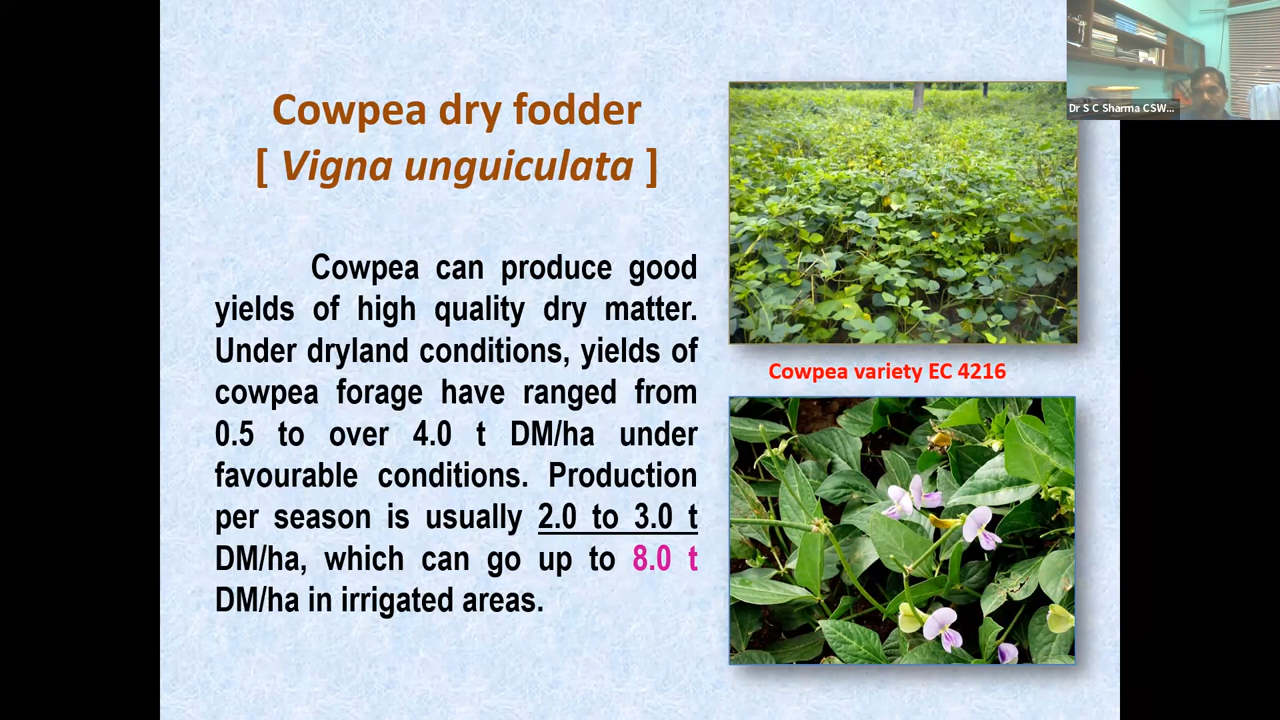 Cowpea dry fodder
[ Vigna unguiculata ]
Cowpea can produce good
yields of high quality dry matter.
Under dryland conditions, yields of
cowpea forage have ranged from
0.5 to over 4.0 t DM/ha under
favourable conditions. Production
per season is usually 2.0 to 3.0 t
DM/ha, which can go up to 8.0 t
DM/ha in irrigated areas.
Cowpea variety EC 4216
Dr S C Sharma CSW...